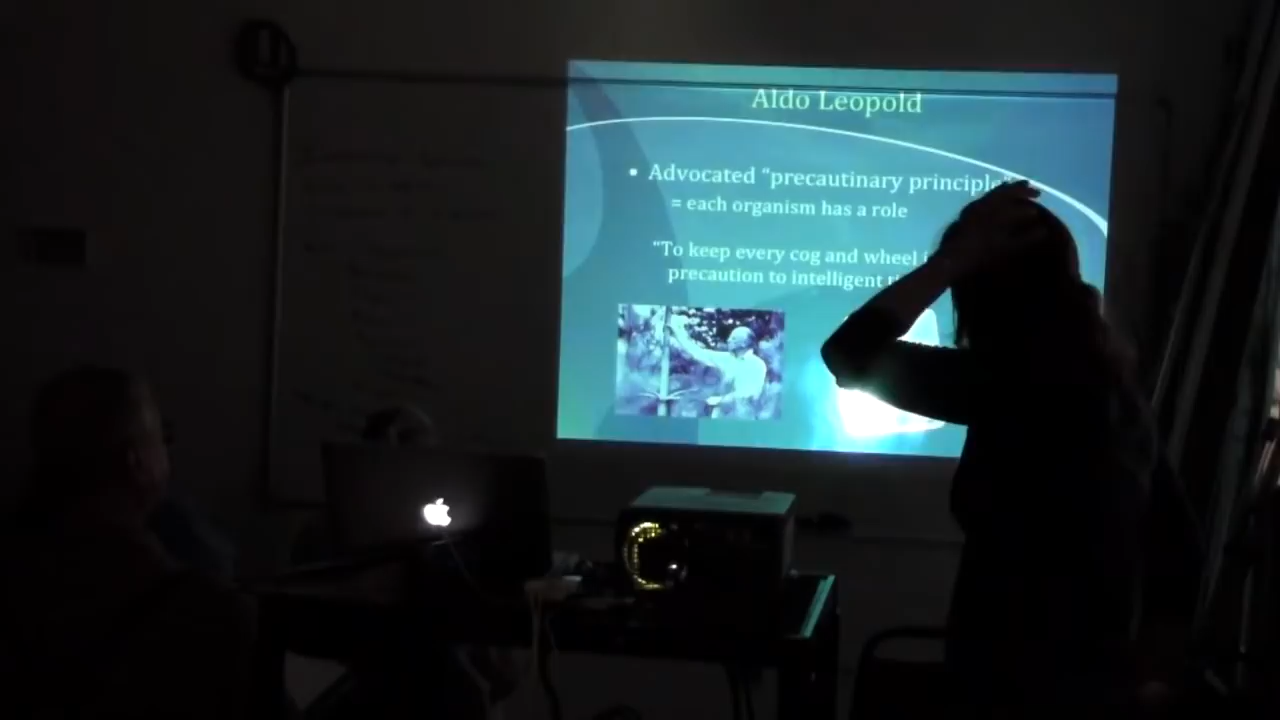 Aldo Leopold
• Advocated “precautinary principle”
= each organism has a role
“To keep every cog and wheel
precaution to intelligent